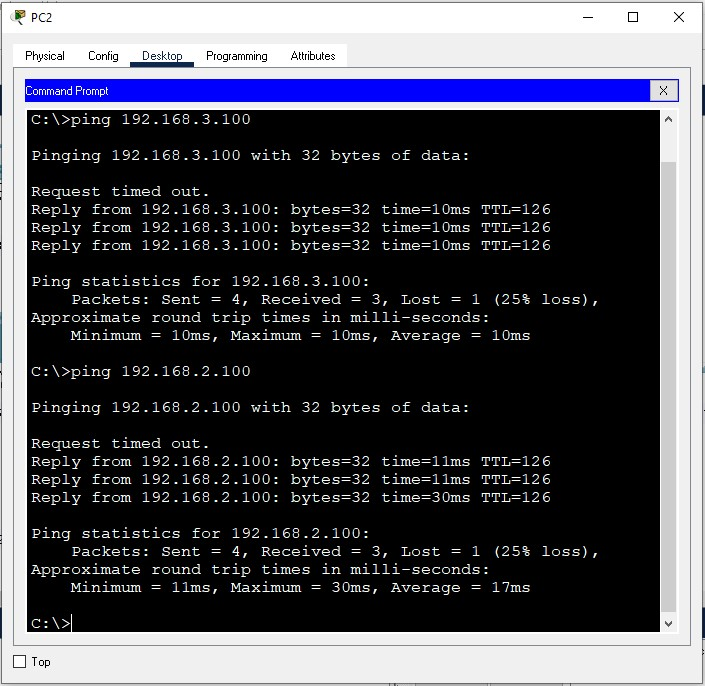 PC2
Physical Config Desktop Programming Attributes
Command Prompt X
C:\>ping 192.168.3.100
Pinging 192.168.3.100 with 32 bytes of data:
Request timed out.
Reply from 192.168.3.100: bytes=32 time=10ms TTL=126
Reply from 192.168.3.100: bytes=32 time=10ms TTL=126
Reply from 192.168.3.100: bytes=32 time=10ms TTL=126
Ping statistics for 192.168.3.100:
Packets: Sent = 4, Received = 3, Lost = 1 (25% loss),
Approximate round trip times in milli-seconds:
Minimum = 10ms, Maximum = 10ms, Average = 10ms
C:\>ping 192.168.2.100
Pinging 192.168.2.100 with 32 bytes of data:
Request timed out.
Reply from 192.168.2.100: bytes=32 time=11ms TTL=126
Reply from 192.168.2.100: bytes=32 time=11ms TTL=126
Reply from 192.168.2.100: bytes=32 time=30ms TTL=126
Ping statistics for 192.168.2.100:
Packets: Sent = 4, Received = 3, Lost = 1 (25% loss),
Approximate round trip times in milli-seconds:
Minimum = 11ms, Maximum = 30ms, Average = 17ms
C:\>
Top